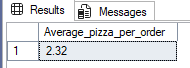 Results Messages
Average_pizza_per_order
1 2.32